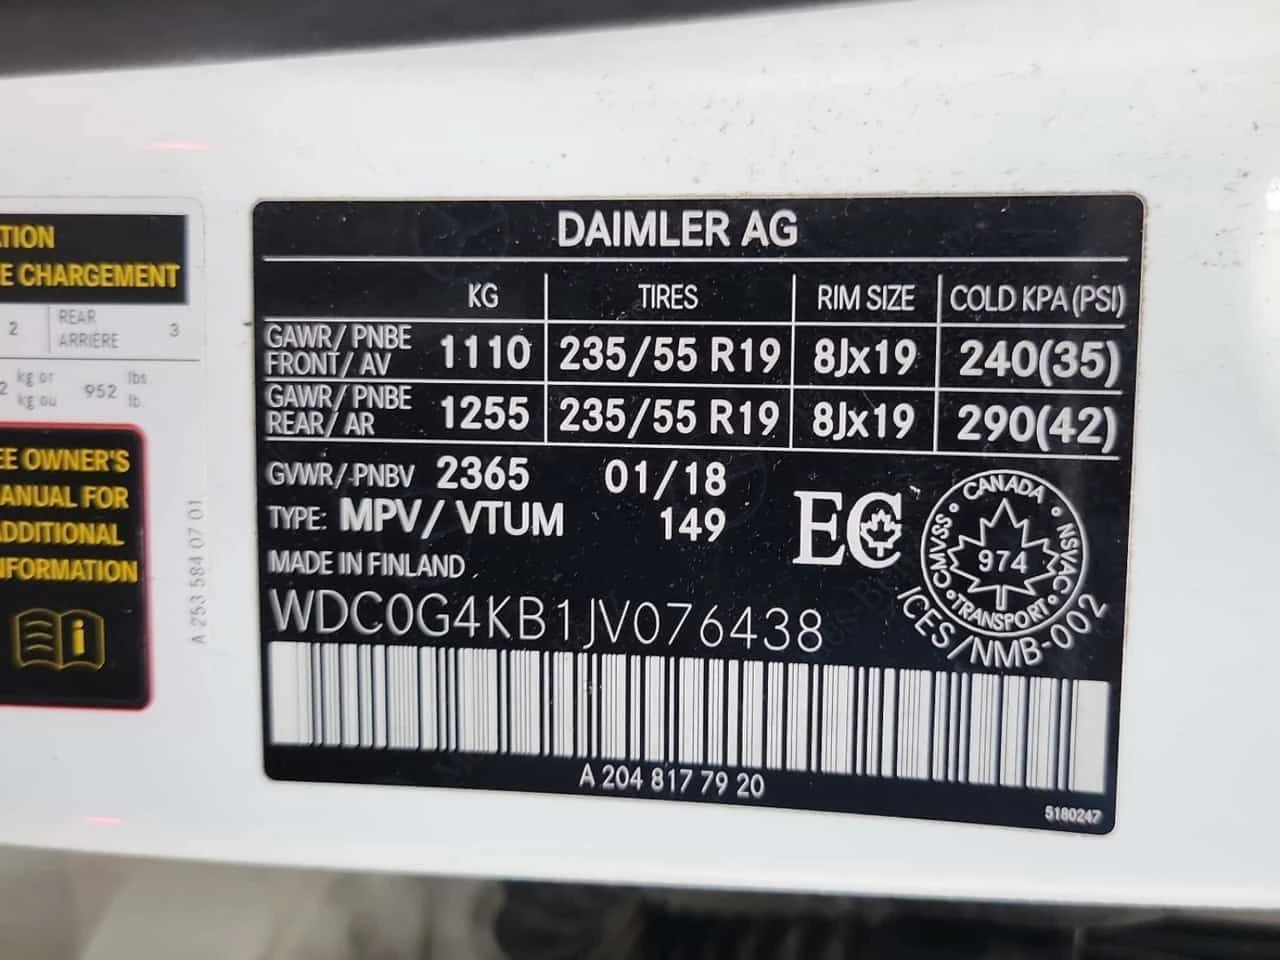 TION
E CHARGEMENT
2
REAR
ARRIÈRE
3
kg or
kg ou
952
lbs.
lb.
EE OWNER'S
ANUAL FOR
ADDITIONAL
NFORMATION
A 253 584 07 01
DAIMLER AG
KG TIRES RIM SIZE COLD KPA (PSI)
GAWR/ PNBE
FRONT/ AV
1110 235/55 R19 8Jx19 240(35)
GAWR/ PNBE
REAR/ AR
1255 235/55 R19 8Jx19 290(42)
GVWR/-PNBV 2365 01/18
TYPE: MPV/ VTUM 149
EC
MADE IN FINLAND
CANADA
CMVSS
NSVAC
974
TRANSPORT
ICES/NMB-002
WDC0G4KB1JV076438
A 204 817 79 20
5180247